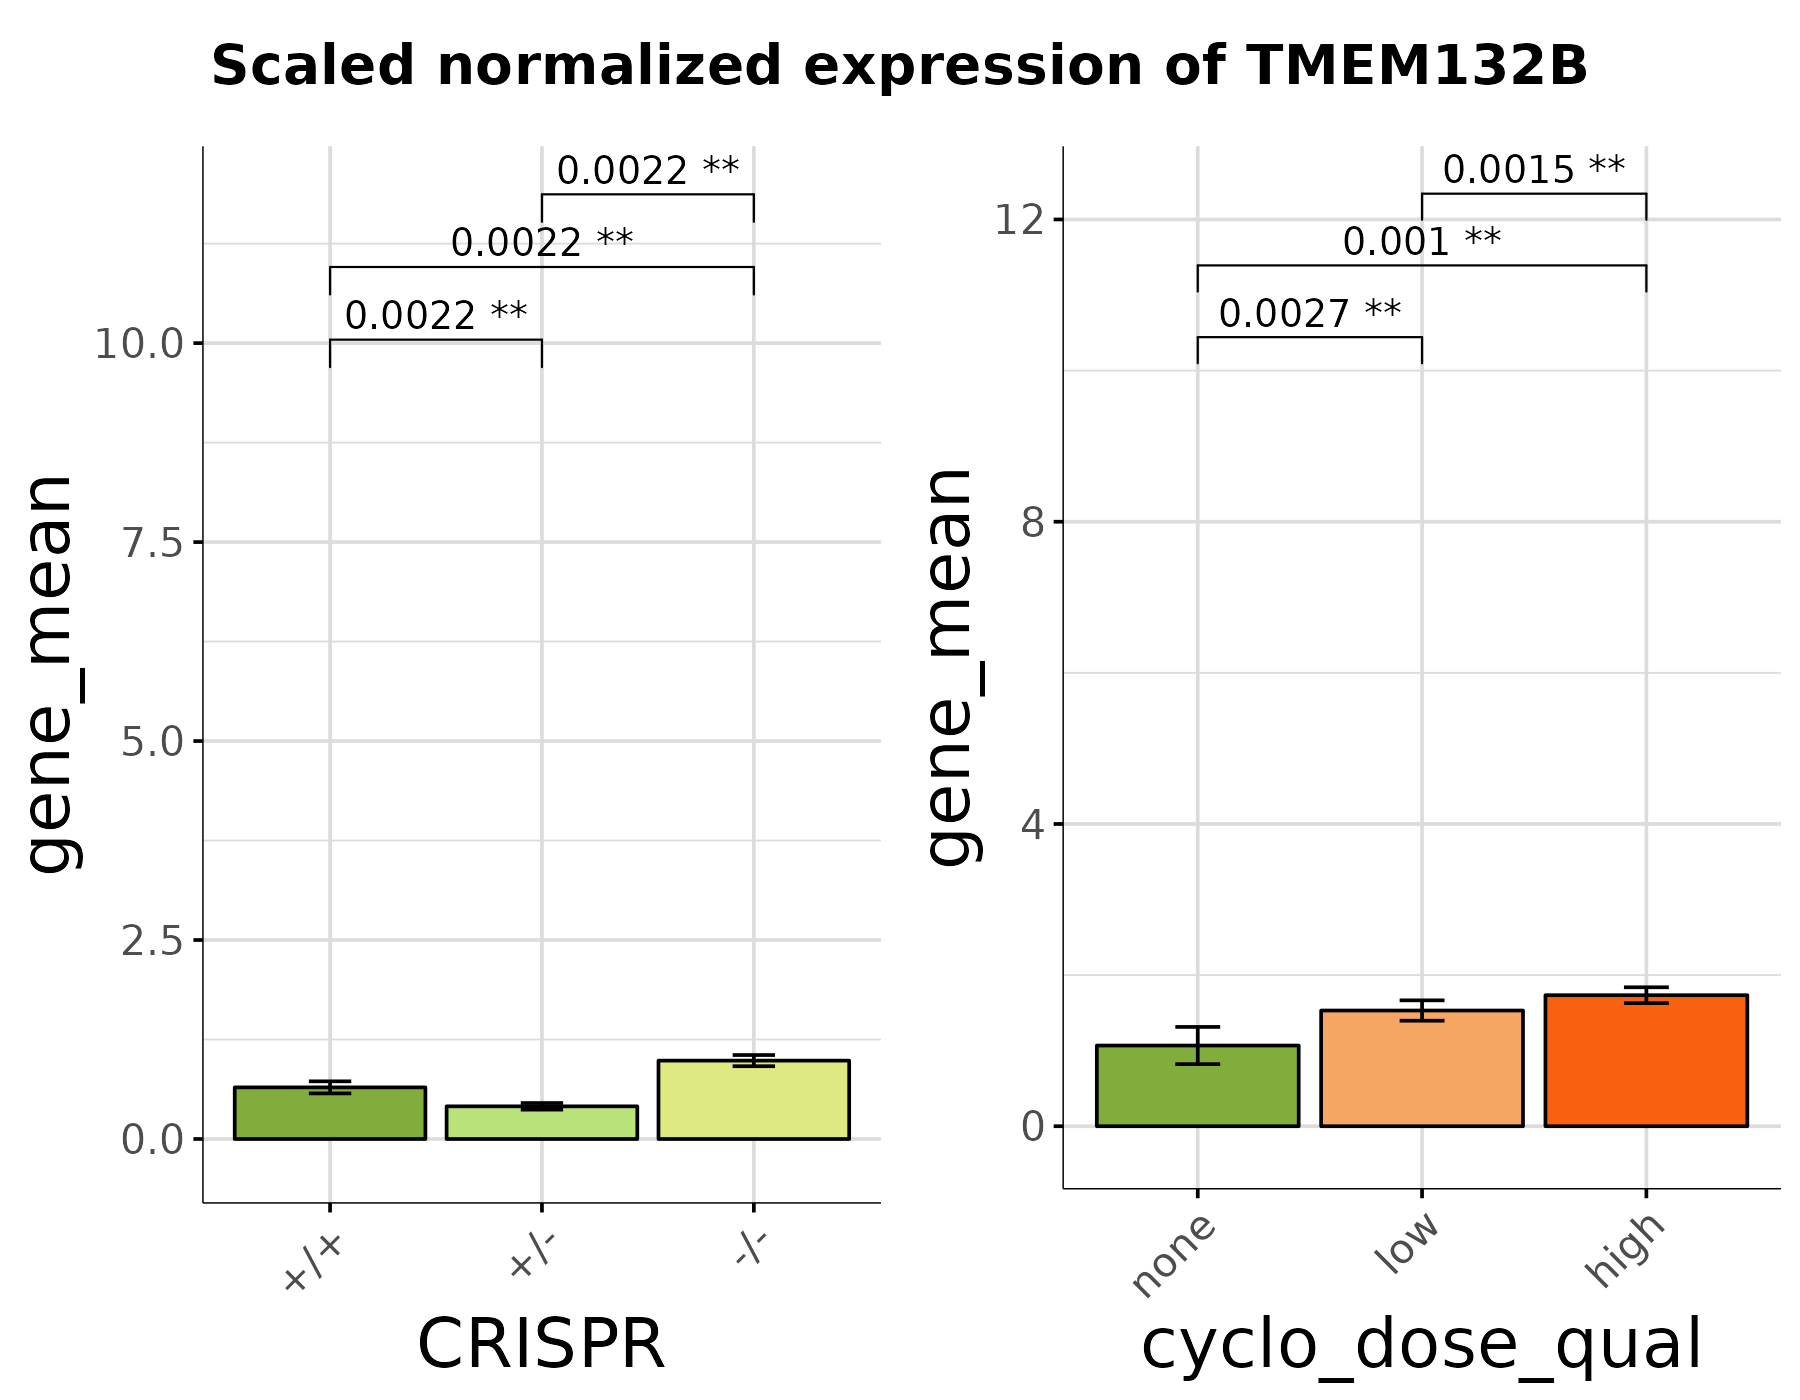 Scaled normalized expression of TMEM132B
gene_mean
10.0
7.5
5.0
2.5
0.0
0.0022 **
0.0022 **
0.0022 **
+/+
+/-
-/-
CRISPR
gene_mean
12
8
4
0
0.0015 **
0.001 **
0.0027 **
none
low
high
cyclo_dose_qual